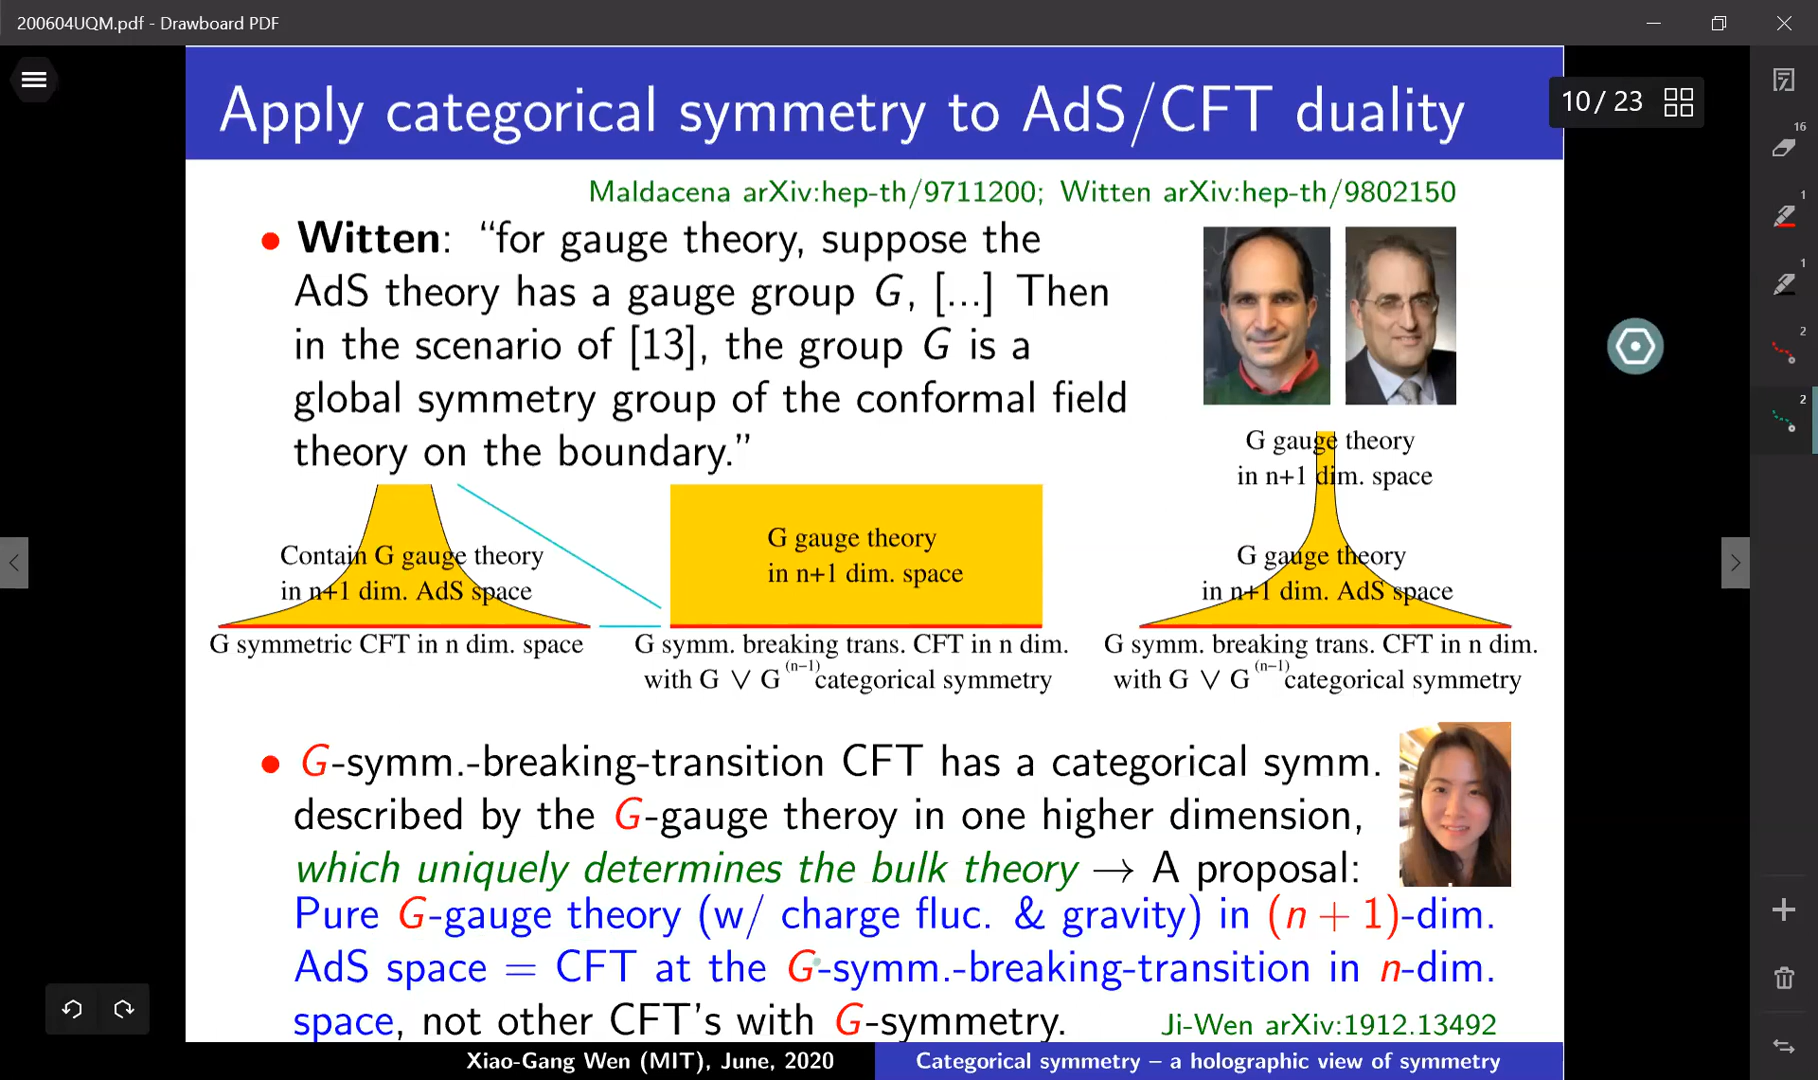 200604UQM.pdf - Drawboard PDF
Apply categorical symmetry to AdS/CFT duality
10 / 23
Maldacena arXiv:hep-th/9711200; Witten arXiv:hep-th/9802150
• Witten: “for gauge theory, suppose the
AdS theory has a gauge group G, [...] Then
in the scenario of [13], the group G is a
global symmetry group of the conformal field
theory on the boundary.”
Contain G gauge theory
in n+1 dim. AdS space
G symmetric CFT in n dim. space
G gauge theory
in n+1 dim. space
G symm. breaking trans. CFT in n dim.
with G ∨ G^(n−1) categorical symmetry
G gauge theory
in n+1 dim. space
G gauge theory
in n+1 dim. AdS space
G symm. breaking trans. CFT in n dim.
with G ∨ G^(n−1) categorical symmetry
• G-symm.-breaking-transition CFT has a categorical symm.
described by the G-gauge theroy in one higher dimension,
which uniquely determines the bulk theory → A proposal:
Pure G-gauge theory (w/ charge fluc. & gravity) in (n + 1)-dim.
AdS space = CFT at the G-symm.-breaking-transition in n-dim.
space, not other CFT's with G-symmetry.
Ji-Wen arXiv:1912.13492
Xiao-Gang Wen (MIT), June, 2020
Categorical symmetry – a holographic view of symmetry
16
1
1
2
2